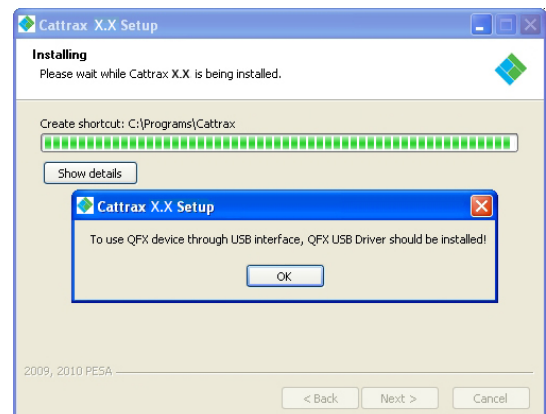 Cattrax X.X Setup
Installing
Please wait while Cattrax X.X is being installed.
Create shortcut: C:\Programs\Cattrax
Show details
Cattrax X.X Setup
To use QFX device through USB interface, QFX USB Driver should be installed!
OK
2009, 2010 PESA
< Back Next > Cancel